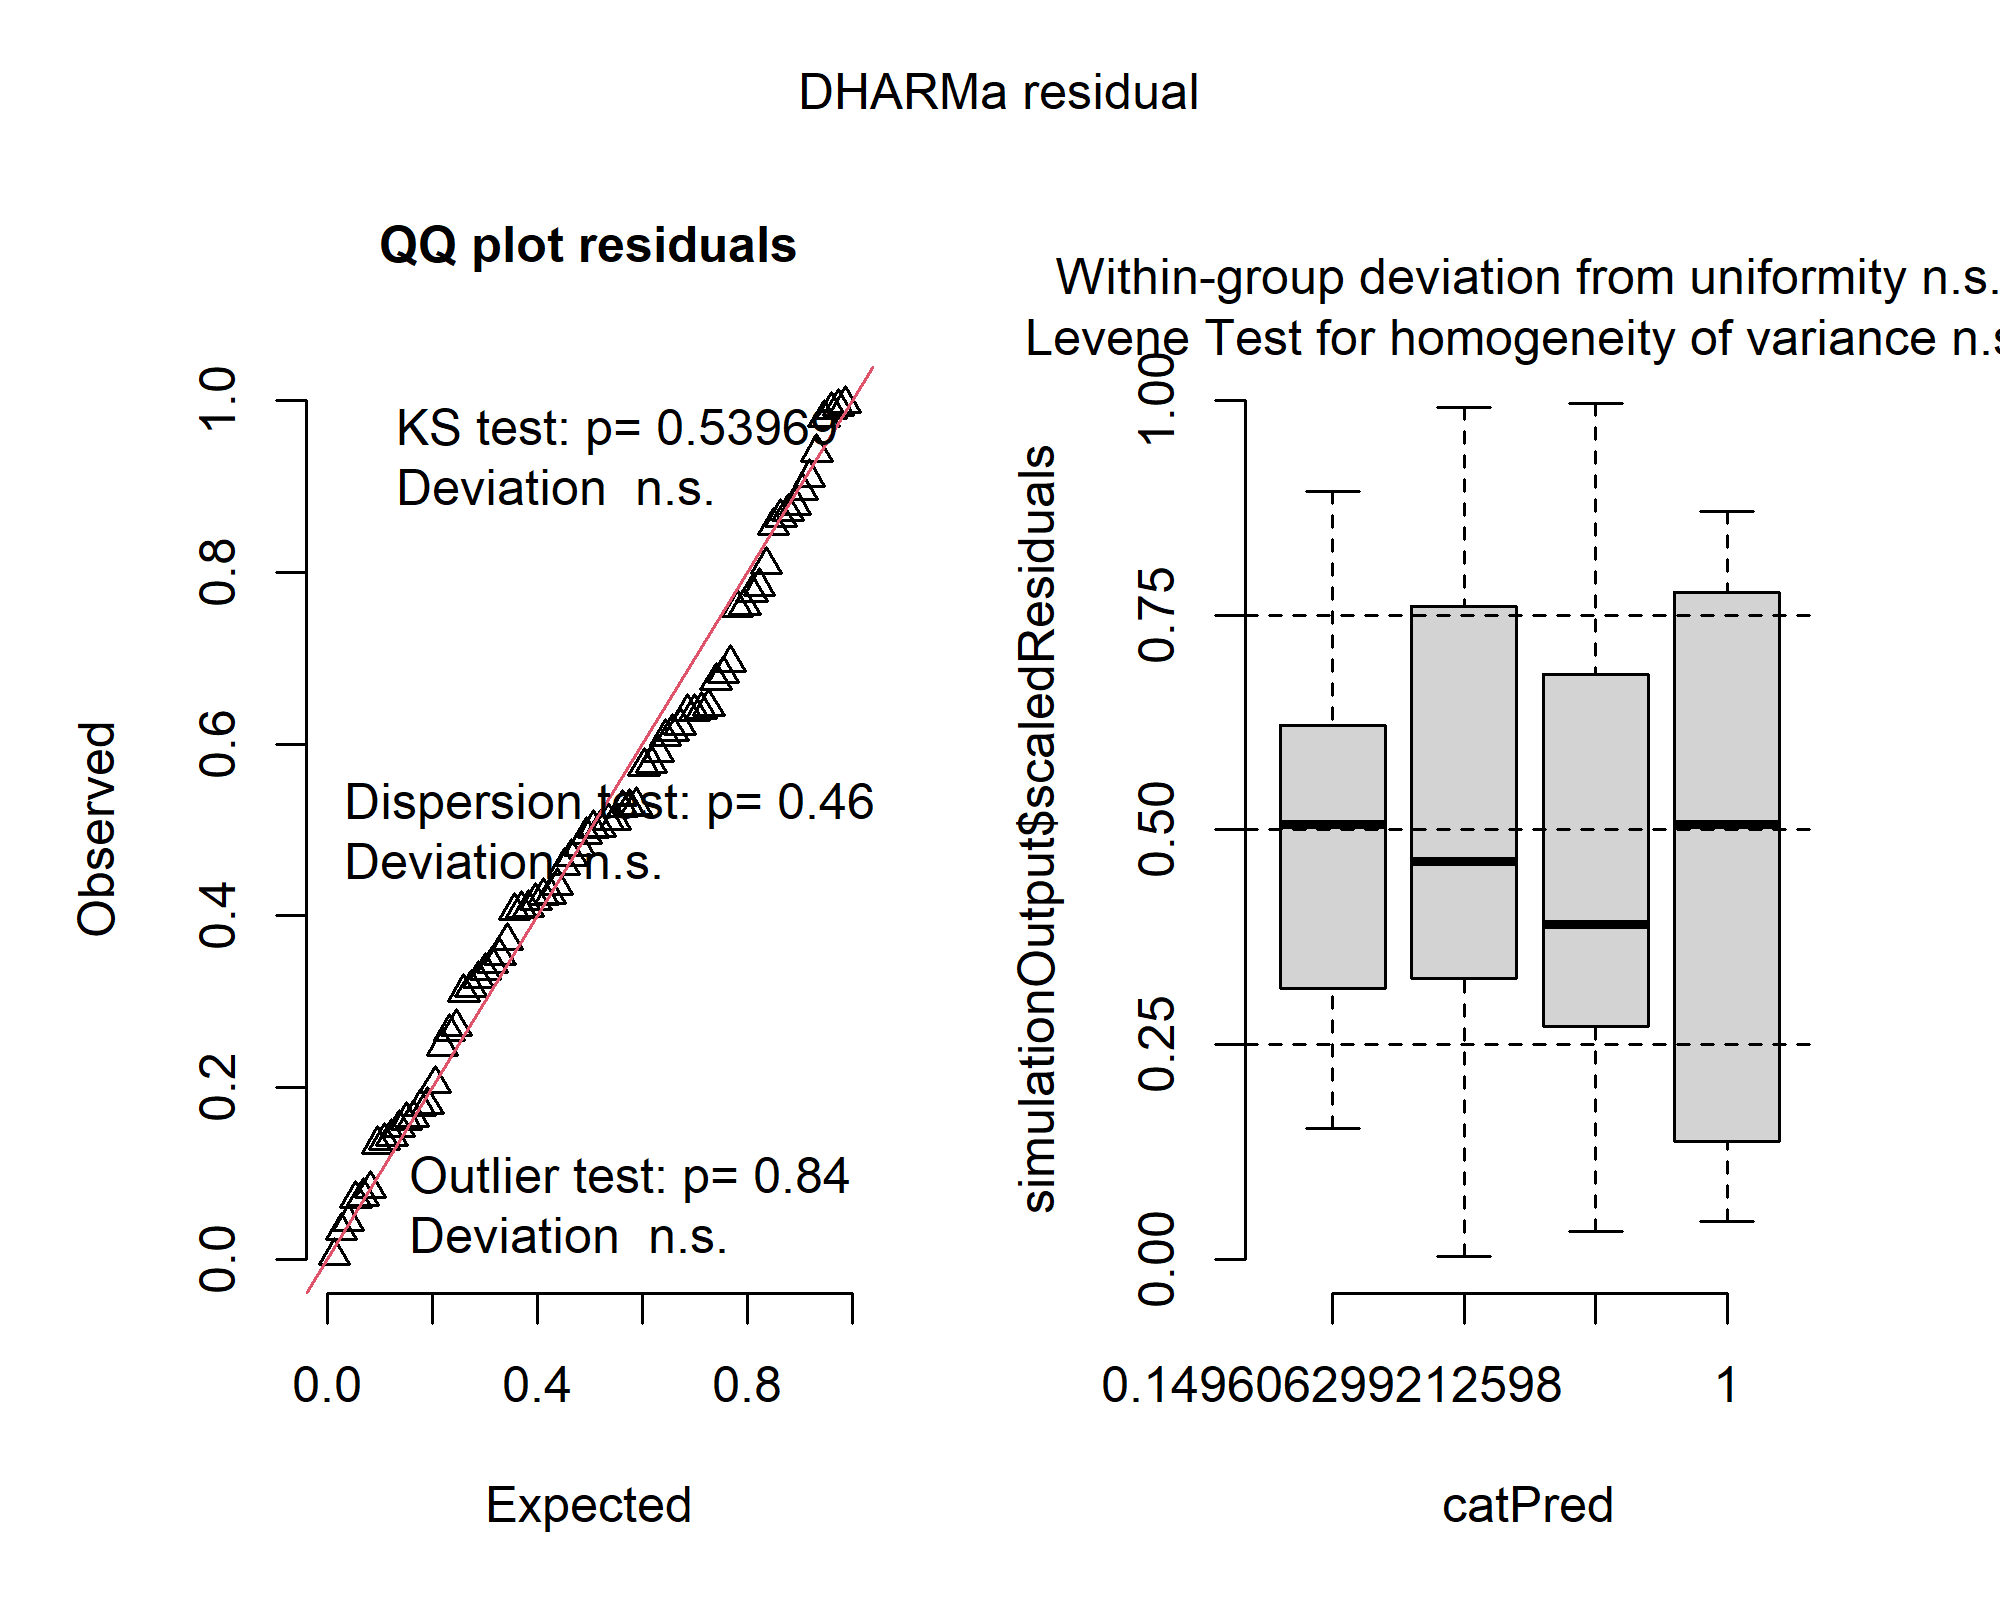 DHARMa residual
QQ plot residuals
KS test: p= 0.5396
Deviation n.s.
Dispersion test: p= 0.46
Deviation n.s.
Outlier test: p= 0.84
Deviation n.s.
Observed
0.0
0.2
0.4
0.6
0.8
1.0
0.0 0.4 0.8
Expected
Within-group deviation from uniformity n.s.
Levene Test for homogeneity of variance n.s
simulationOutput$scaledResiduals
0.00
0.25
0.50
0.75
1.00
0.149606299212598 1
catPred